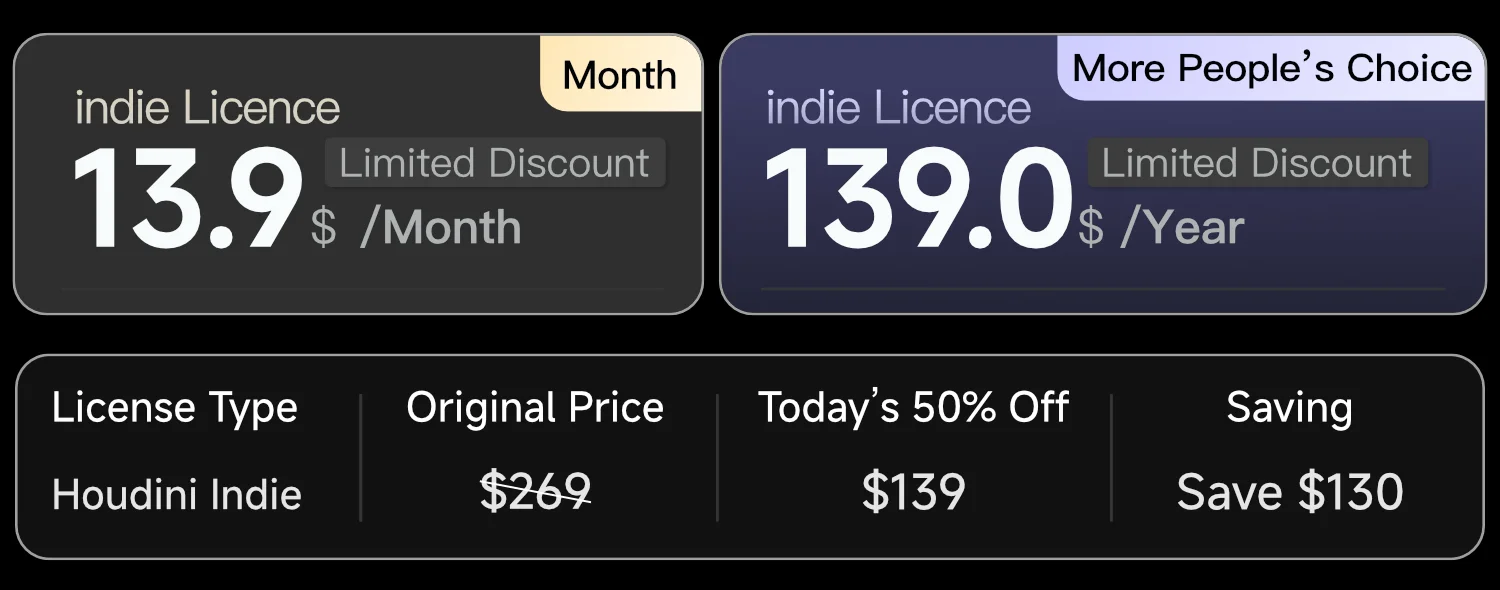 Month
indie Licence
13.9 $ /Month
Limited Discount
More People’s Choice
indie Licence
139.0 $ /Year
Limited Discount
License Type Original Price Today’s 50% Off Saving
Houdini Indie $269 $139 Save $130